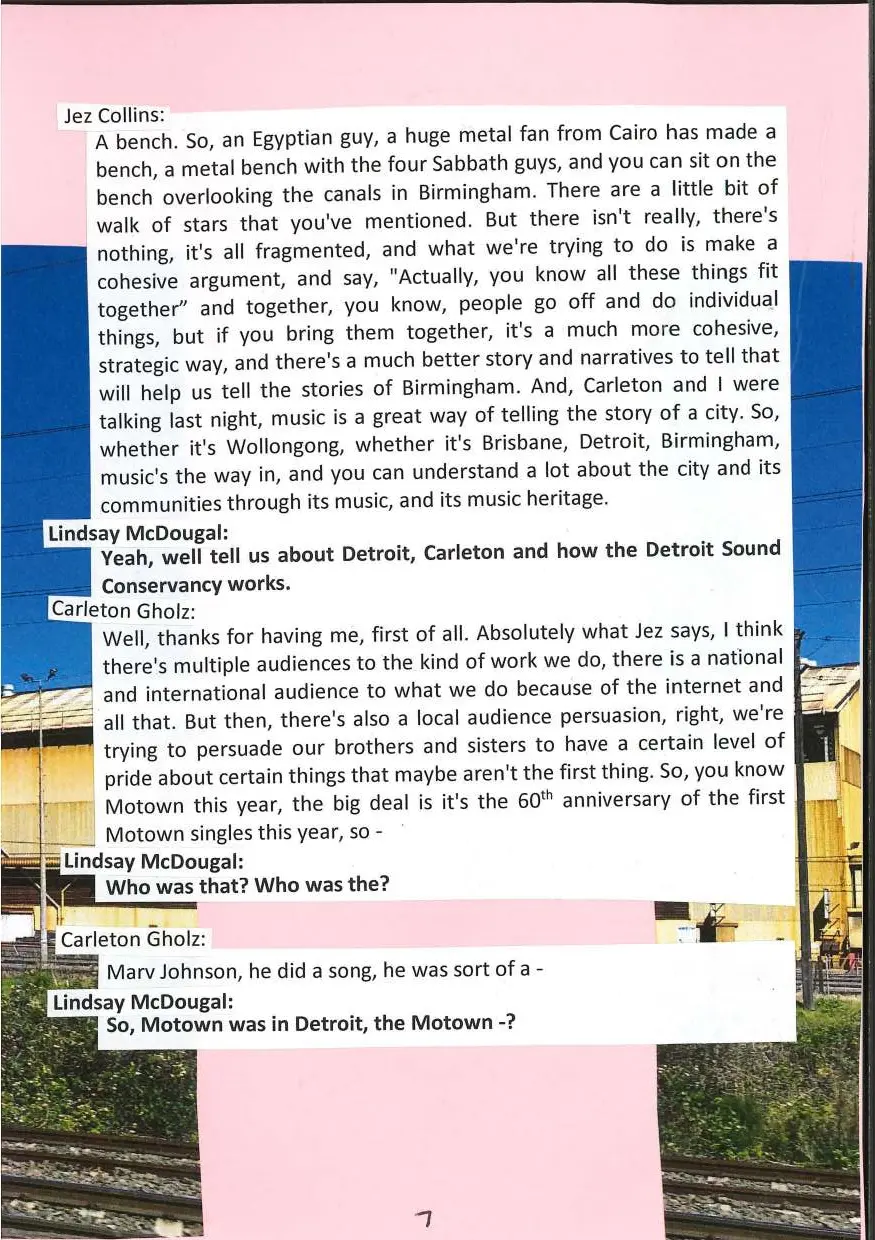 Jez Collins:
A bench. So, an Egyptian guy, a huge metal fan from Cairo has made a
bench, a metal bench with the four Sabbath guys, and you can sit on the
bench overlooking the canals in Birmingham. There are a little bit of
walk of stars that you've mentioned. But there isn't really, there's
nothing, it's all fragmented, and what we're trying to do is make a
cohesive argument, and say, "Actually, you know all these things fit
together” and together, you know, people go off and do individual
things, but if you bring them together, it's a much more cohesive,
strategic way, and there's a much better story and narratives to tell that
will help us tell the stories of Birmingham. And, Carleton and I were
talking last night, music is a great way of telling the story of a city. So,
whether it's Wollongong, whether it's Brisbane, Detroit, Birmingham,
music's the way in, and you can understand a lot about the city and its
communities through its music, and its music heritage.
Lindsay McDougal:
Yeah, well tell us about Detroit, Carleton and how the Detroit Sound
Conservancy works.
Carleton Gholz:
Well, thanks for having me, first of all. Absolutely what Jez says, I think
there's multiple audiences to the kind of work we do, there is a national
and international audience to what we do because of the internet and
all that. But then, there's also a local audience persuasion, right, we're
trying to persuade our brothers and sisters to have a certain level of
pride about certain things that maybe aren't the first thing. So, you know
Motown this year, the big deal is it's the 60th anniversary of the first
Motown singles this year, so -
Lindsay McDougal:
Who was that? Who was the?
Carleton Gholz:
Marv Johnson, he did a song, he was sort of a -
Lindsay McDougal:
So, Motown was in Detroit, the Motown -?
7